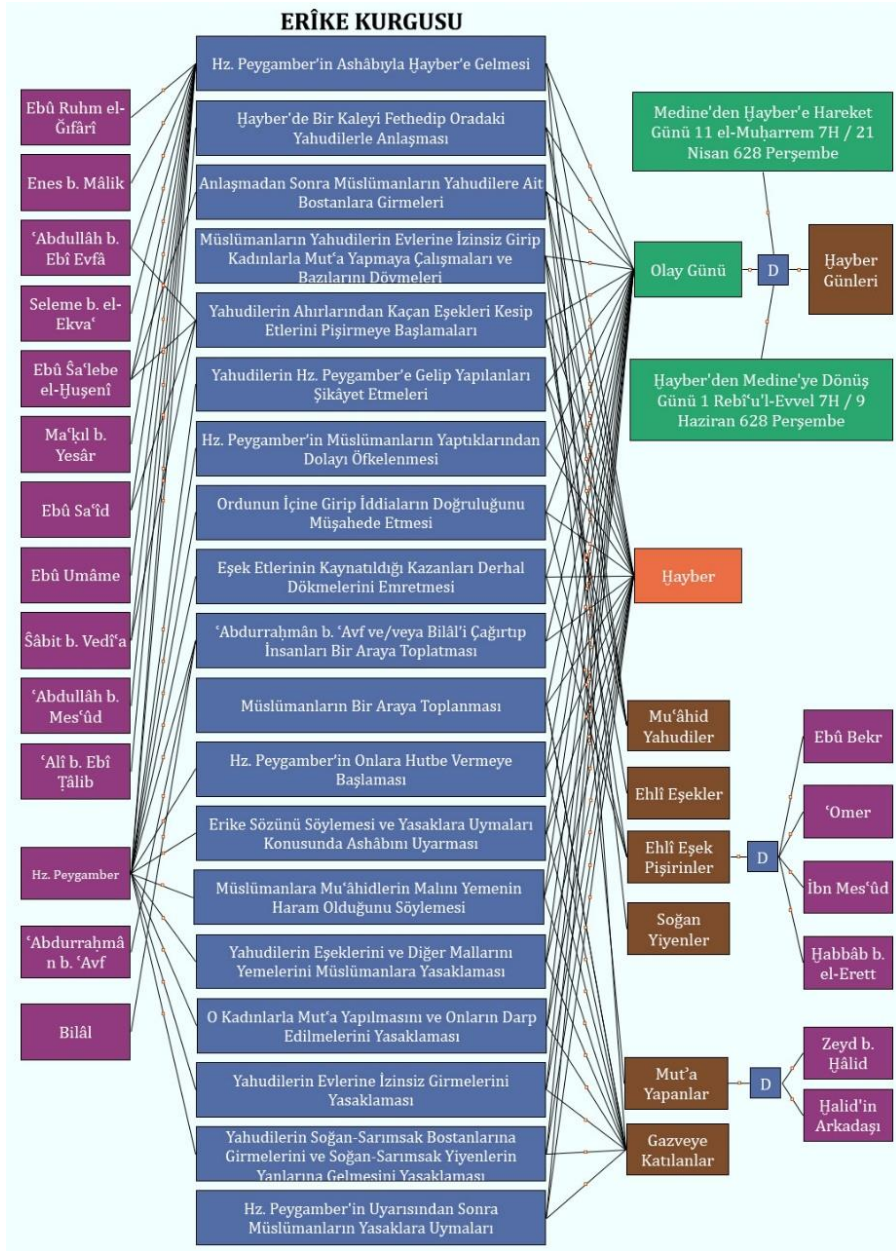 ERÎKE KURGUSU
Ebû Ruhm el-
Ğıfârî
Enes b. Mâlik
ʿAbdullâh b.
Ebî Evfâ
Seleme b. el-
Ekvaʿ
Ebû Ŝaʿlebe
el-Ḫuşenî
Maʿḳıl b.
Yesâr
Ebû Saʿîd
Ebû Umâme
Ŝâbit b. Vedîʿa
ʿAbdullâh b.
Mesʿûd
ʿAlî b. Ebî
Ṭâlib
Hz. Peygamber
ʿAbdurraḥmâ
n b. ʿAvf
Bilâl
Hz. Peygamber'in Ashâbıyla Ḫayber'e Gelmesi
Ḫayber'de Bir Kaleyi Fethedip Oradaki
Yahudilerle Anlaşması
Anlaşmadan Sonra Müslümanların Yahudilere Ait
Bostanlara Girmeleri
Müslümanların Yahudilerin Evlerine İzinsiz Girip
Kadınlarla Mutʿa Yapmaya Çalışmaları ve
Bazılarını Dövmeleri
Yahudilerin Ahırlarından Kaçan Eşekleri Kesip
Etlerini Pişirmeye Başlamaları
Yahudilerin Hz. Peygamber'e Gelip Yapılanları
Şikâyet Etmeleri
Hz. Peygamber'in Müslümanların Yaptıklarından
Dolayı Öfkelenmesi
Ordunun İçine Girip İddiaların Doğruluğunu
Müşahede Etmesi
Eşek Etlerinin Kaynatıldığı Kazanları Derhal
Dökmelerini Emretmesi
ʿAbdurraḥmân b. ʿAvf ve/veya Bilâl'i Çağırtıp
İnsanları Bir Araya Toplatması
Müslümanların Bir Araya Toplanması
Hz. Peygamber'in Onlara Hutbe Vermeye
Başlaması
Erike Sözünü Söylemesi ve Yasaklara Uymaları
Konusunda Ashâbını Uyarması
Müslümanlara Muʿâhidlerin Malını Yemenin
Haram Olduğunu Söylemesi
Yahudilerin Eşeklerini ve Diğer Mallarını
Yemelerini Müslümanlara Yasaklaması
O Kadınlarla Mutʿa Yapılmasını ve Onların Darp
Edilmelerini Yasaklaması
Yahudilerin Evlerine İzinsiz Girmelerini
Yasaklaması
Yahudilerin Soğan-Sarımsak Bostanlarına
Girmelerini ve Soğan-Sarımsak Yiyenlerin
Yanlarına Gelmesini Yasaklaması
Hz. Peygamber'in Uyarısından Sonra
Müslümanların Yasaklara Uymaları
Medine'den Ḫayber'e Hareket
Günü 11 el-Muḥarrem 7H / 21
Nisan 628 Perşembe
Olay Günü
D
Ḫayber
Günleri
Ḫayber'den Medine'ye Dönüş
Günü 1 Rebîʿu'l-Evvel 7H / 9
Haziran 628 Perşembe
Ḫayber
Muʿâhid
Yahudiler
Ehlî Eşekler
Ehlî Eşek
Pişirinler
D
Soğan
Yiyenler
Ebû Bekr
ʿOmer
İbn Mesʿûd
Ḫabbâb b.
el-Erett
Mut'a
Yapanlar
D
Zeyd b.
Ḫâlid
Ḫalid'in
Arkadaşı
Gazveye
Katılanlar